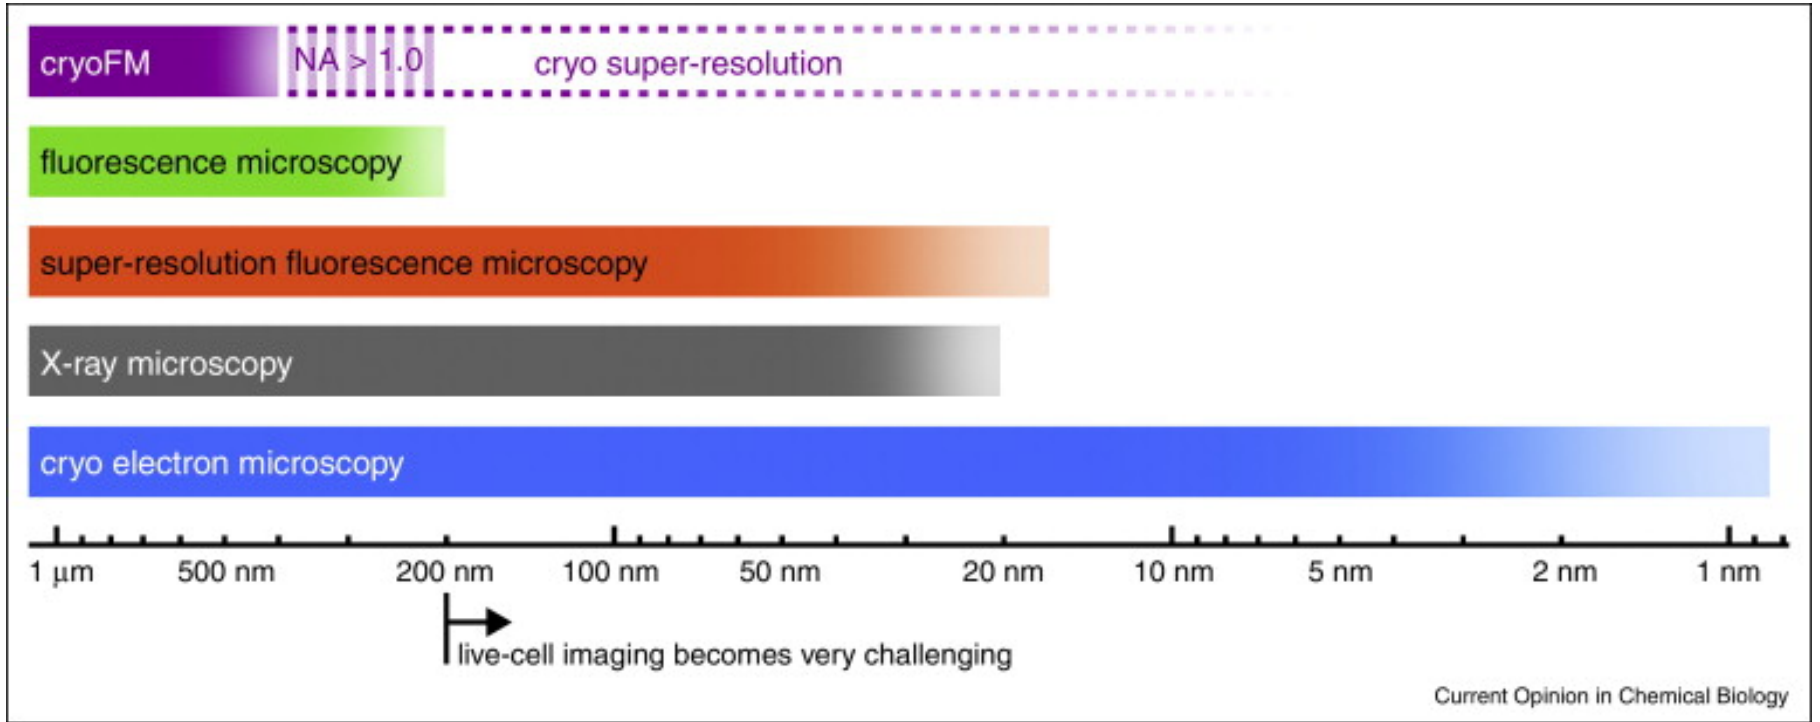 cryoFM NA > 1.0 cryo super-resolution
fluorescence microscopy
super-resolution fluorescence microscopy
X-ray microscopy
cryo electron microscopy
1 μm 500 nm 200 nm 100 nm 50 nm 20 nm 10 nm 5 nm 2 nm 1 nm
live-cell imaging becomes very challenging
Current Opinion in Chemical Biology